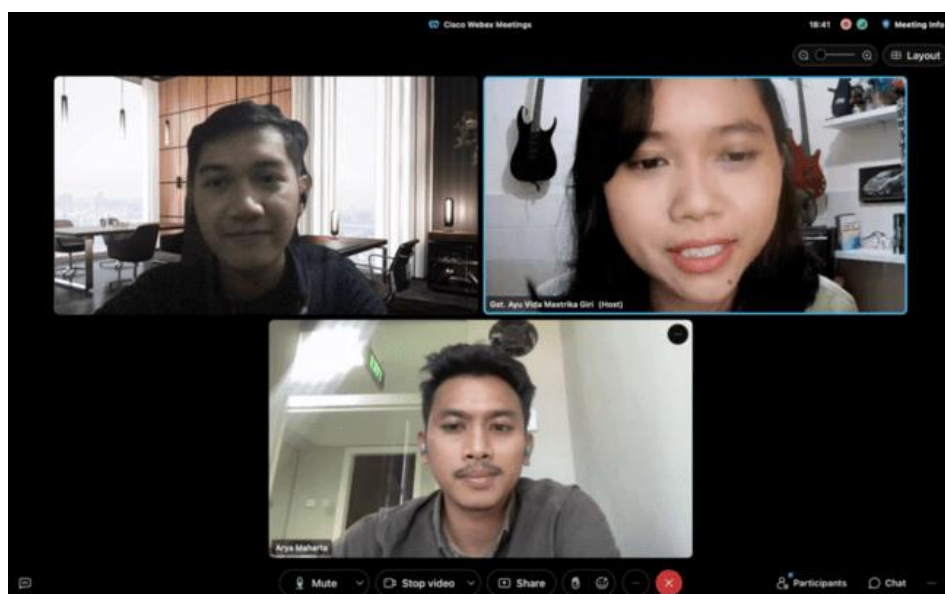 Cisco Webex Meetings
18:41
Meeting Info
Layout
Gst. Ayu Vida Mastrika Giri (Host)
EXIT
Arya Maharta
Mute
Stop video
Share
Participants
Chat